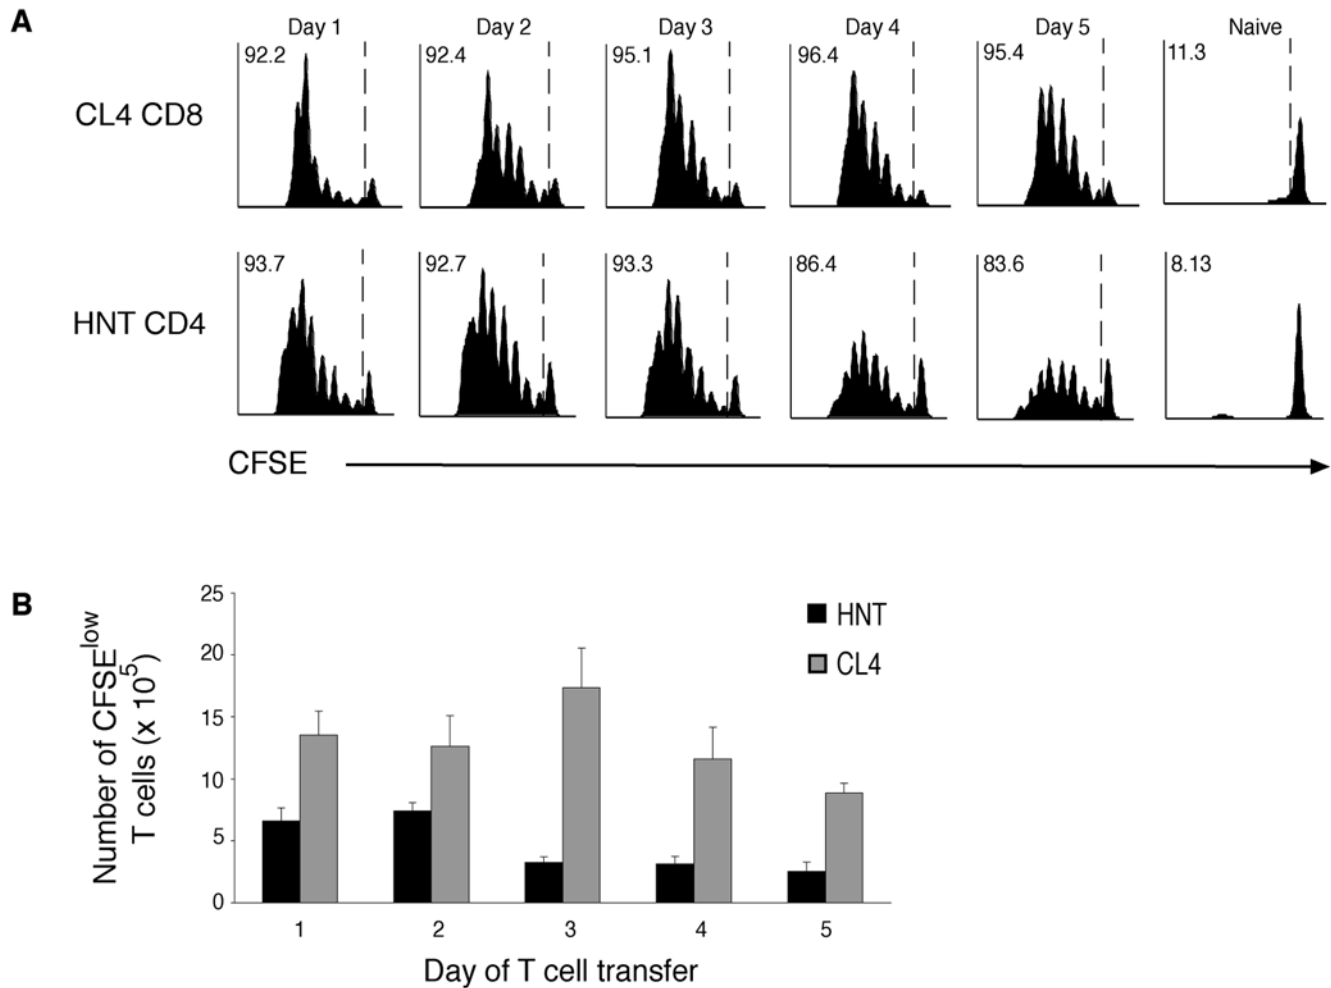 A
Day 1 Day 2 Day 3 Day 4 Day 5 Naive
CL4 CD8
92.2 92.4 95.1 96.4 95.4 11.3
HNT CD4
93.7 92.7 93.3 86.4 83.6 8.13
CFSE
B
Number of CFSE^low
T cells (x 10^5)
25
20
15
10
5
0
HNT
CL4
1 2 3 4 5
Day of T cell transfer